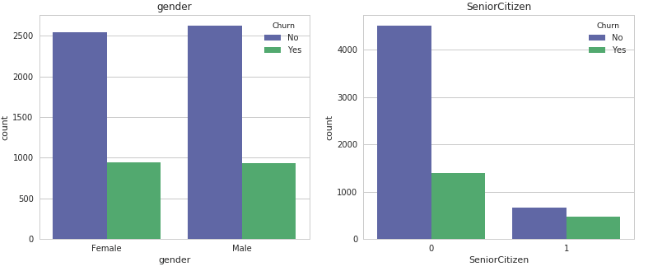 gender
Churn
No
Yes
2500
2000
1500
1000
500
0
count
Female Male
gender
SeniorCitizen
Churn
No
Yes
4000
3000
2000
1000
0
count
0 1
SeniorCitizen